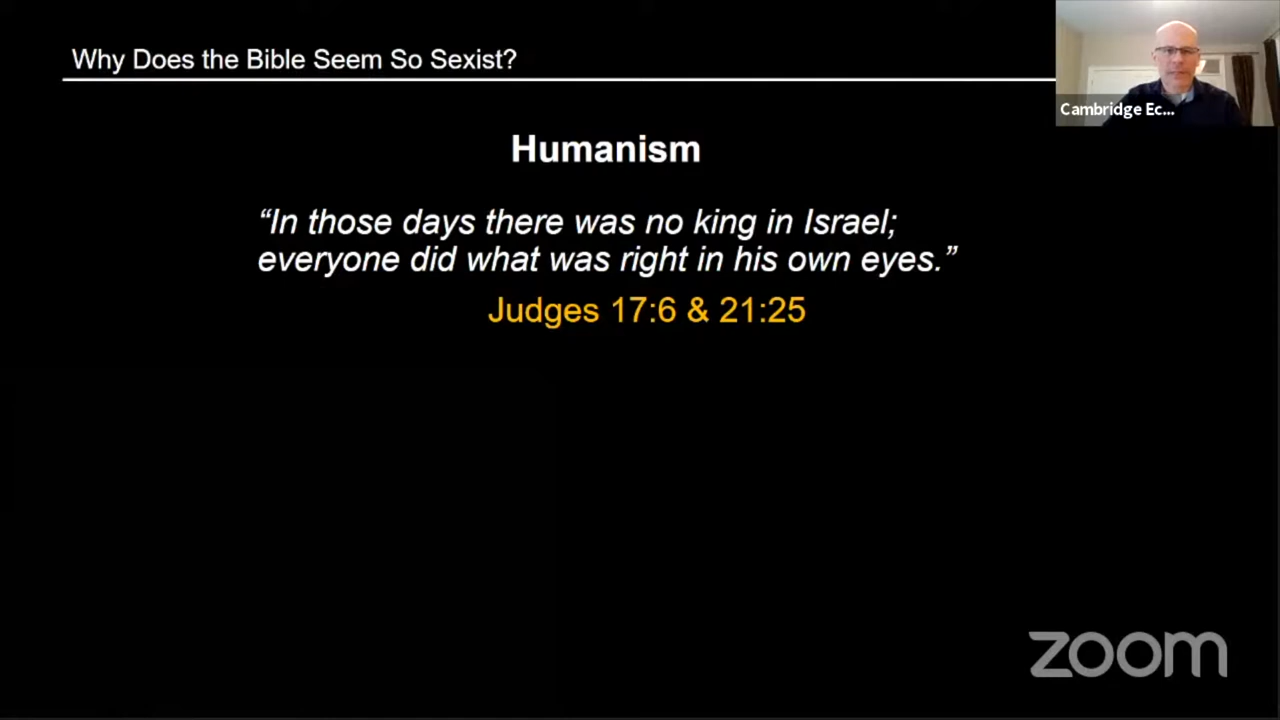 Why Does the Bible Seem So Sexist?
Cambridge Ec...
Humanism
“In those days there was no king in Israel;
everyone did what was right in his own eyes.”
Judges 17:6 & 21:25
zoom